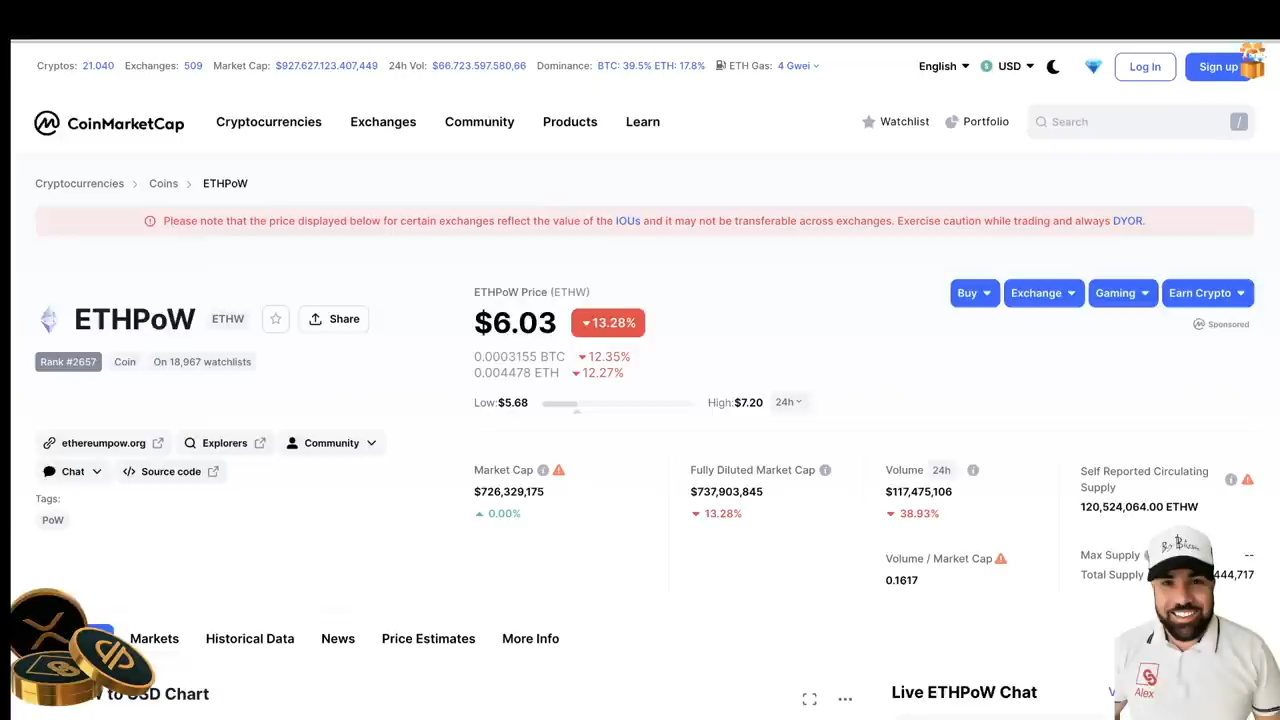 Cryptos: 21.040 Exchanges: 509 Market Cap: $927.627.123.407,449 24h Vol: $66.723.597.580,66 Dominance: BTC: 39.5% ETH: 17.8% ETH Gas: 4 Gwei English USD Log In Sign up
CoinMarketCap Cryptocurrencies Exchanges Community Products Learn Watchlist Portfolio Search /
Cryptocurrencies > Coins > ETHPoW
Please note that the price displayed below for certain exchanges reflect the value of the IOUs and it may not be transferable across exchanges. Exercise caution while trading and always DYOR.
ETHPoW ETHW Share
Rank #2657 Coin On 18,967 watchlists
ethereumpow.org Explorers Community
Chat Source code
Tags:
PoW
ETHPoW Price (ETHW)
$6.03 13.28%
0.0003155 BTC 12.35%
0.004478 ETH 12.27%
Low:$5.68 High:$7.20 24h
Buy Exchange Gaming Earn Crypto
Sponsored
Market Cap
$726,329,175
0.00%
Fully Diluted Market Cap
$737,903,845
13.28%
Volume 24h
$117,475,106
38.93%
Volume / Market Cap
0.1617
Self Reported Circulating
Supply
120,524,064.00 ETHW
Max Supply --
Total Supply 444,717
Markets Historical Data News Price Estimates More Info
to USD Chart
Live ETHPoW Chat
Alex